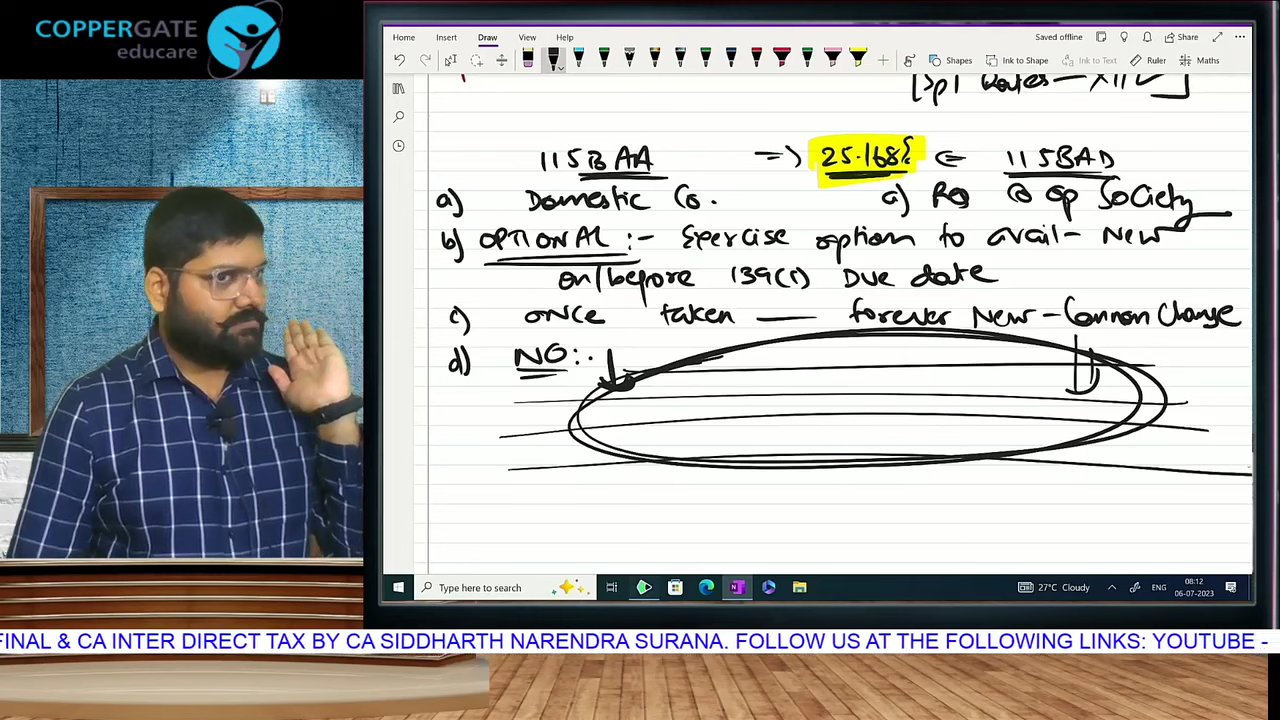 COPPERGATE
educare
Home Insert Draw View Help
Saved offline
Share
Shapes
Ink to Shape
Ink to Text
Ruler
Maths
115BAA => 25.168% <= 115BAD
a) Domestic Co. a) Co op Society
b) OPTIONAL :- Exercise option to avail- New
on/before 139(1) Due date
c) once taken — forever New - Cannot Change
d) NO:-
Type here to search
27°C Cloudy
ENG
08:12
06-07-2023
FINAL & CA INTER DIRECT TAX BY CA SIDDHARTH NARENDRA SURANA. FOLLOW US AT THE FOLLOWING LINKS: YOUTUBE -